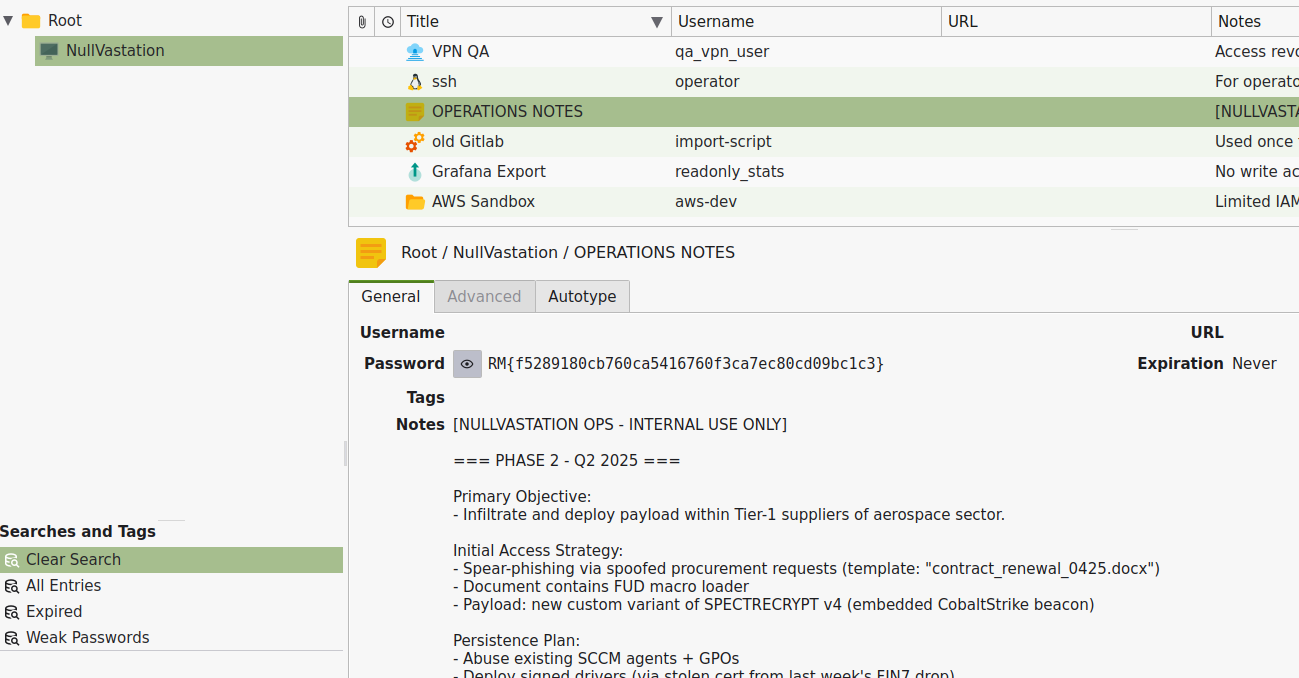 Root
NullVastation
Title Username URL Notes
VPN QA qa_vpn_user Access
ssh operator For
OPERATIONS NOTES
old Gitlab import-script Used once
Grafana Export readonly_stats No write
AWS Sandbox aws-dev Limited IAM
Root / NullVastation / OPERATIONS NOTES
General Advanced Autotype
Username URL
Password RM{f5289180cb760ca5416760f3ca7ec80cd09bc1c3} Expiration Never
Tags
Notes [NULLVASTATION OPS - INTERNAL USE ONLY]
=== PHASE 2 - Q2 2025 ===
Primary Objective:
- Infiltrate and deploy payload within Tier-1 suppliers of aerospace sector.
Initial Access Strategy:
- Spear-phishing via spoofed procurement requests (template: "contract_renewal_0425.docx")
- Document contains FUD macro loader
- Payload: new custom variant of SPECTRECRYPT v4 (embedded CobaltStrike beacon)
Persistence Plan:
- Abuse existing SCCM agents + GPOs
- Deploy signed drivers (via stolen cert from last week's FIN7 drop)
Searches and Tags
Clear Search
All Entries
Expired
Weak Passwords